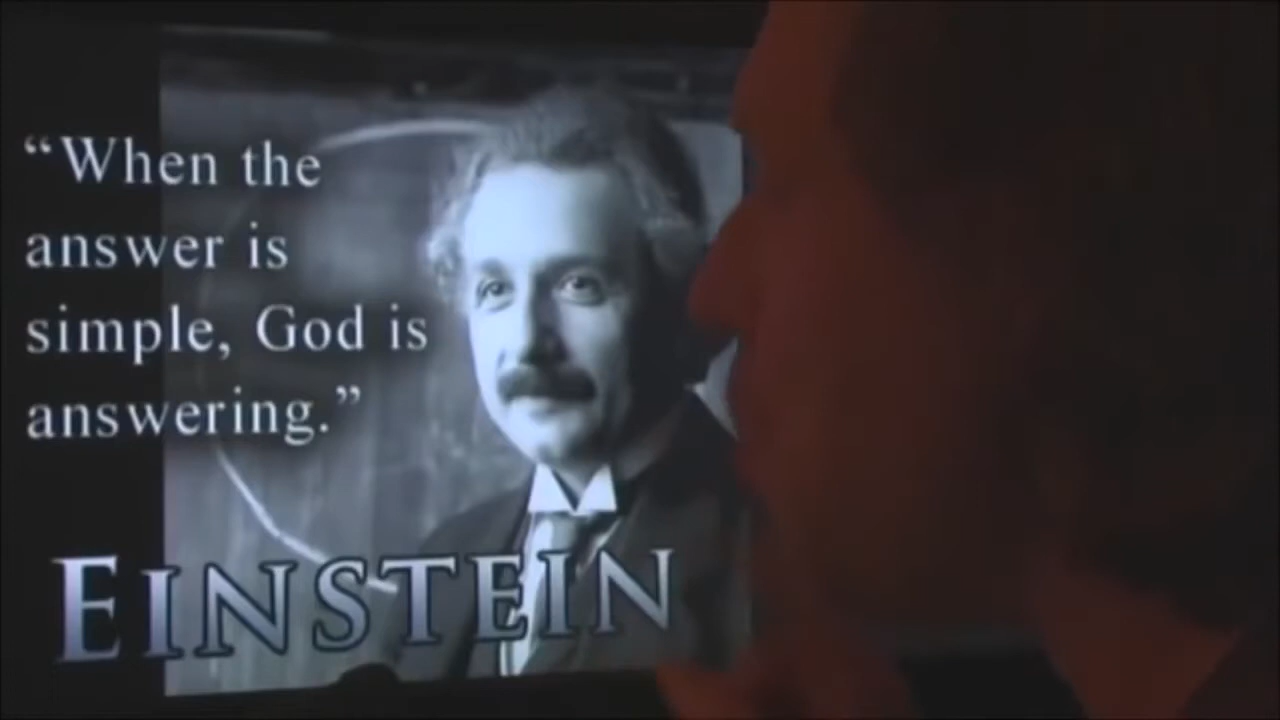 “When the
answer is
simple, God is
answering.”
EINSTEIN